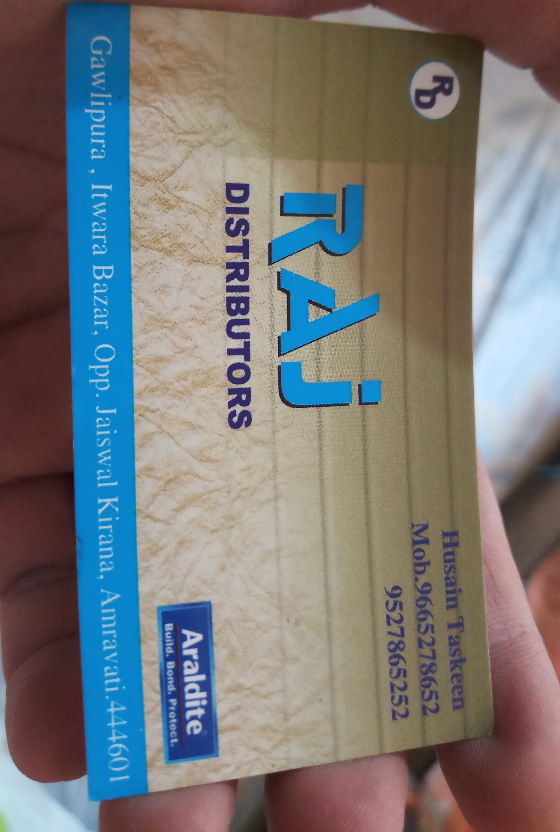 RD
Husain Taskeen
Mob.9665278652
9527865252
RAj
DISTRIBUTORS
Araldite
Build. Bond. Protect.
Gawlipura , Itwara Bazar, Opp. Jaiswal Kirana, Amravati.444601